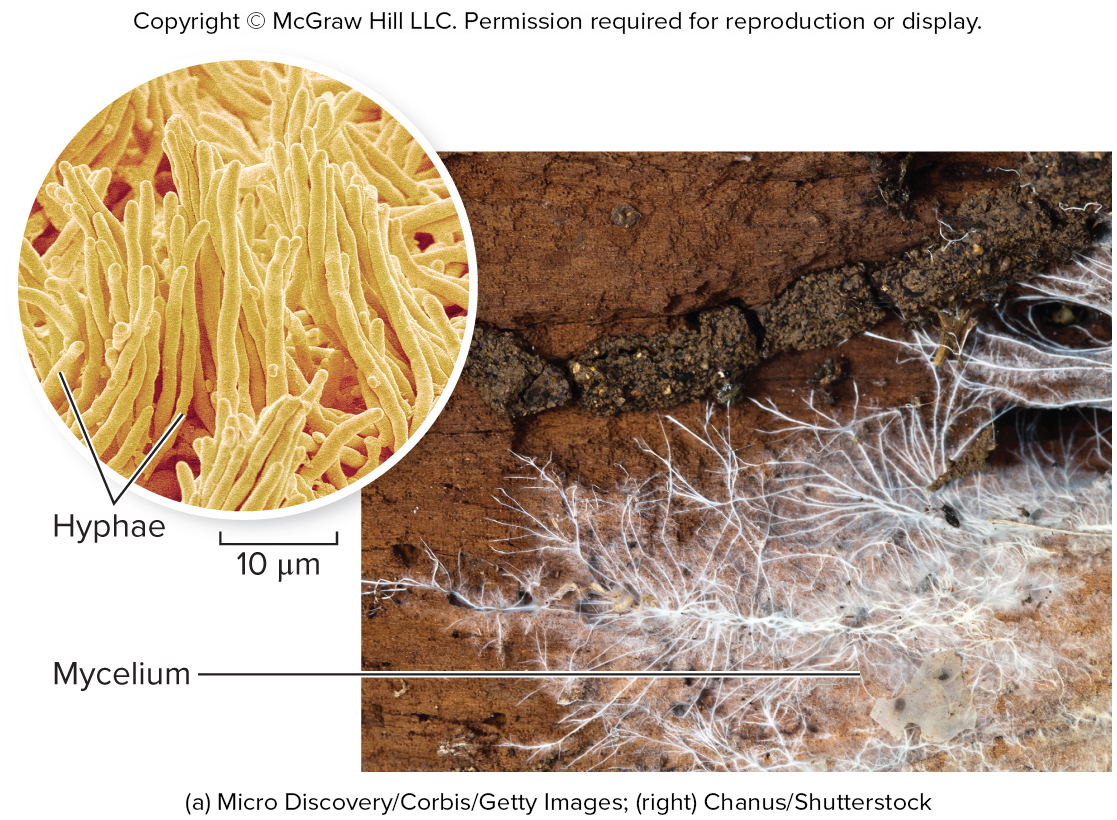 Copyright © McGraw Hill LLC. Permission required for reproduction or display.
Hyphae
10 μm
Mycelium
(a) Micro Discovery/Corbis/Getty Images; (right) Chanus/Shutterstock